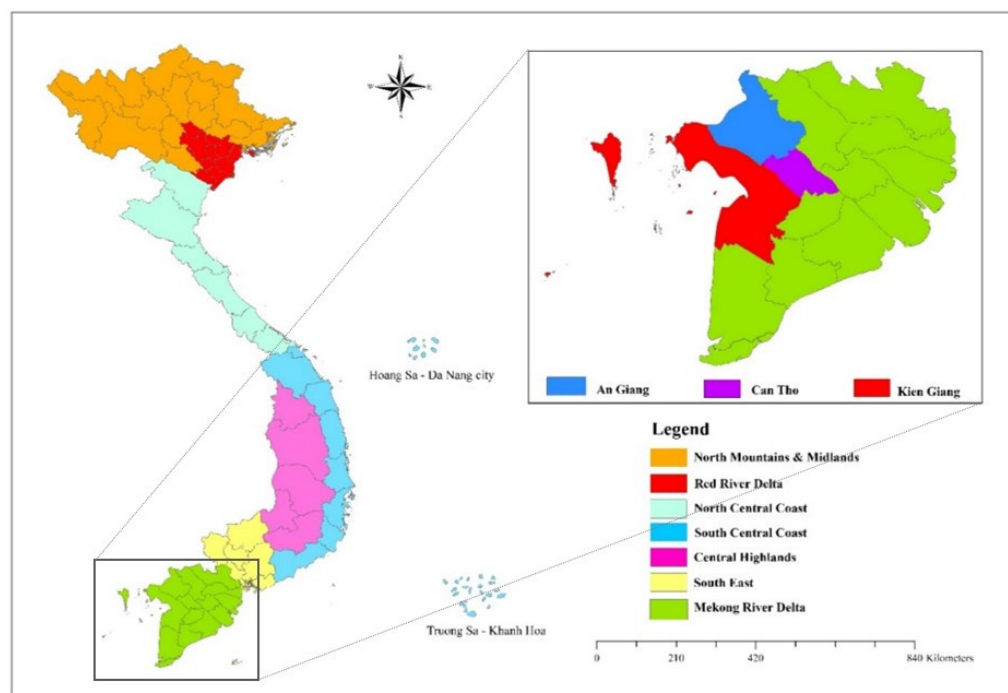 N
W
E
S
Hoang Sa - Da Nang city
Truong Sa - Khanh Hoa
An Giang
Can Tho
Kien Giang
Legend
North Mountains & Midlands
Red River Delta
North Central Coast
South Central Coast
Central Highlands
South East
Mekong River Delta
0 210 420 840 Kilometers